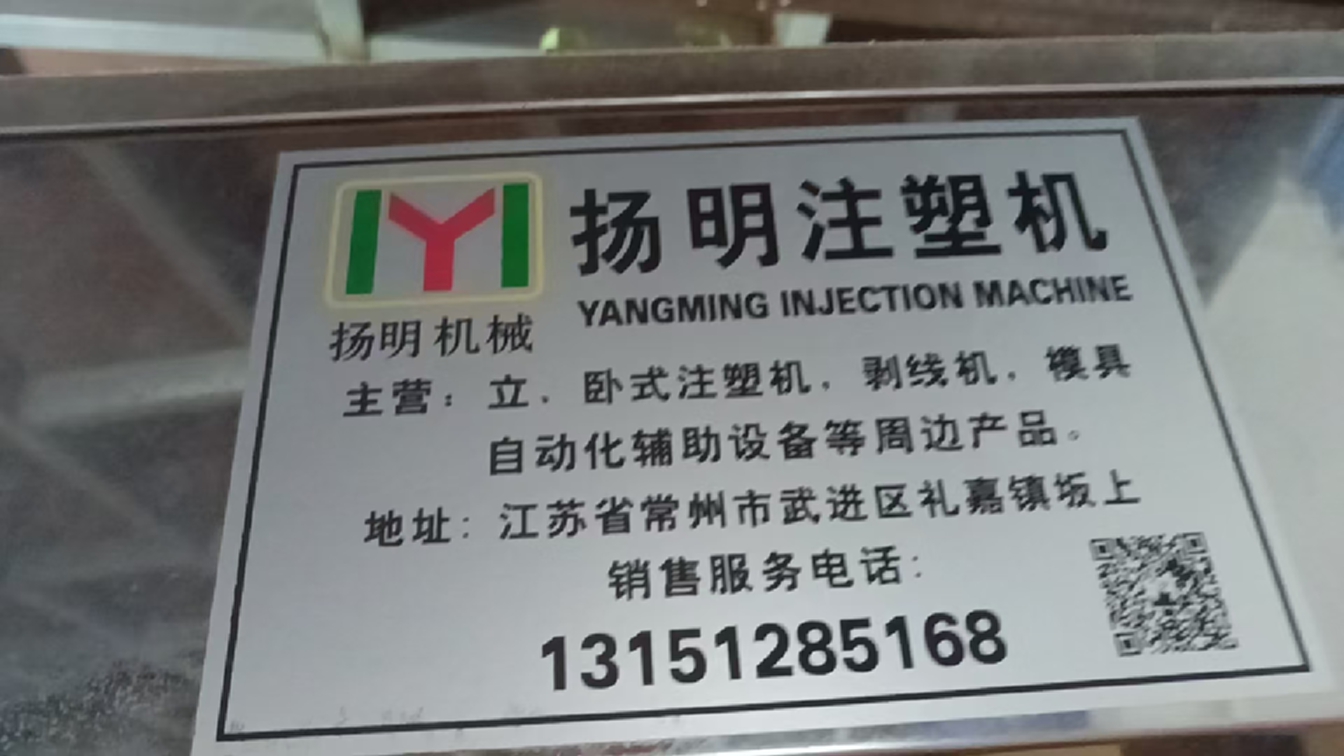 扬明注塑机
YANGMING INJECTION MACHINE
扬明机械
主营：立、卧式注塑机，剥线机，模具
自动化辅助设备等周边产品。
地址：江苏省常州市武进区礼嘉镇坂上
销售服务电话：
13151285168